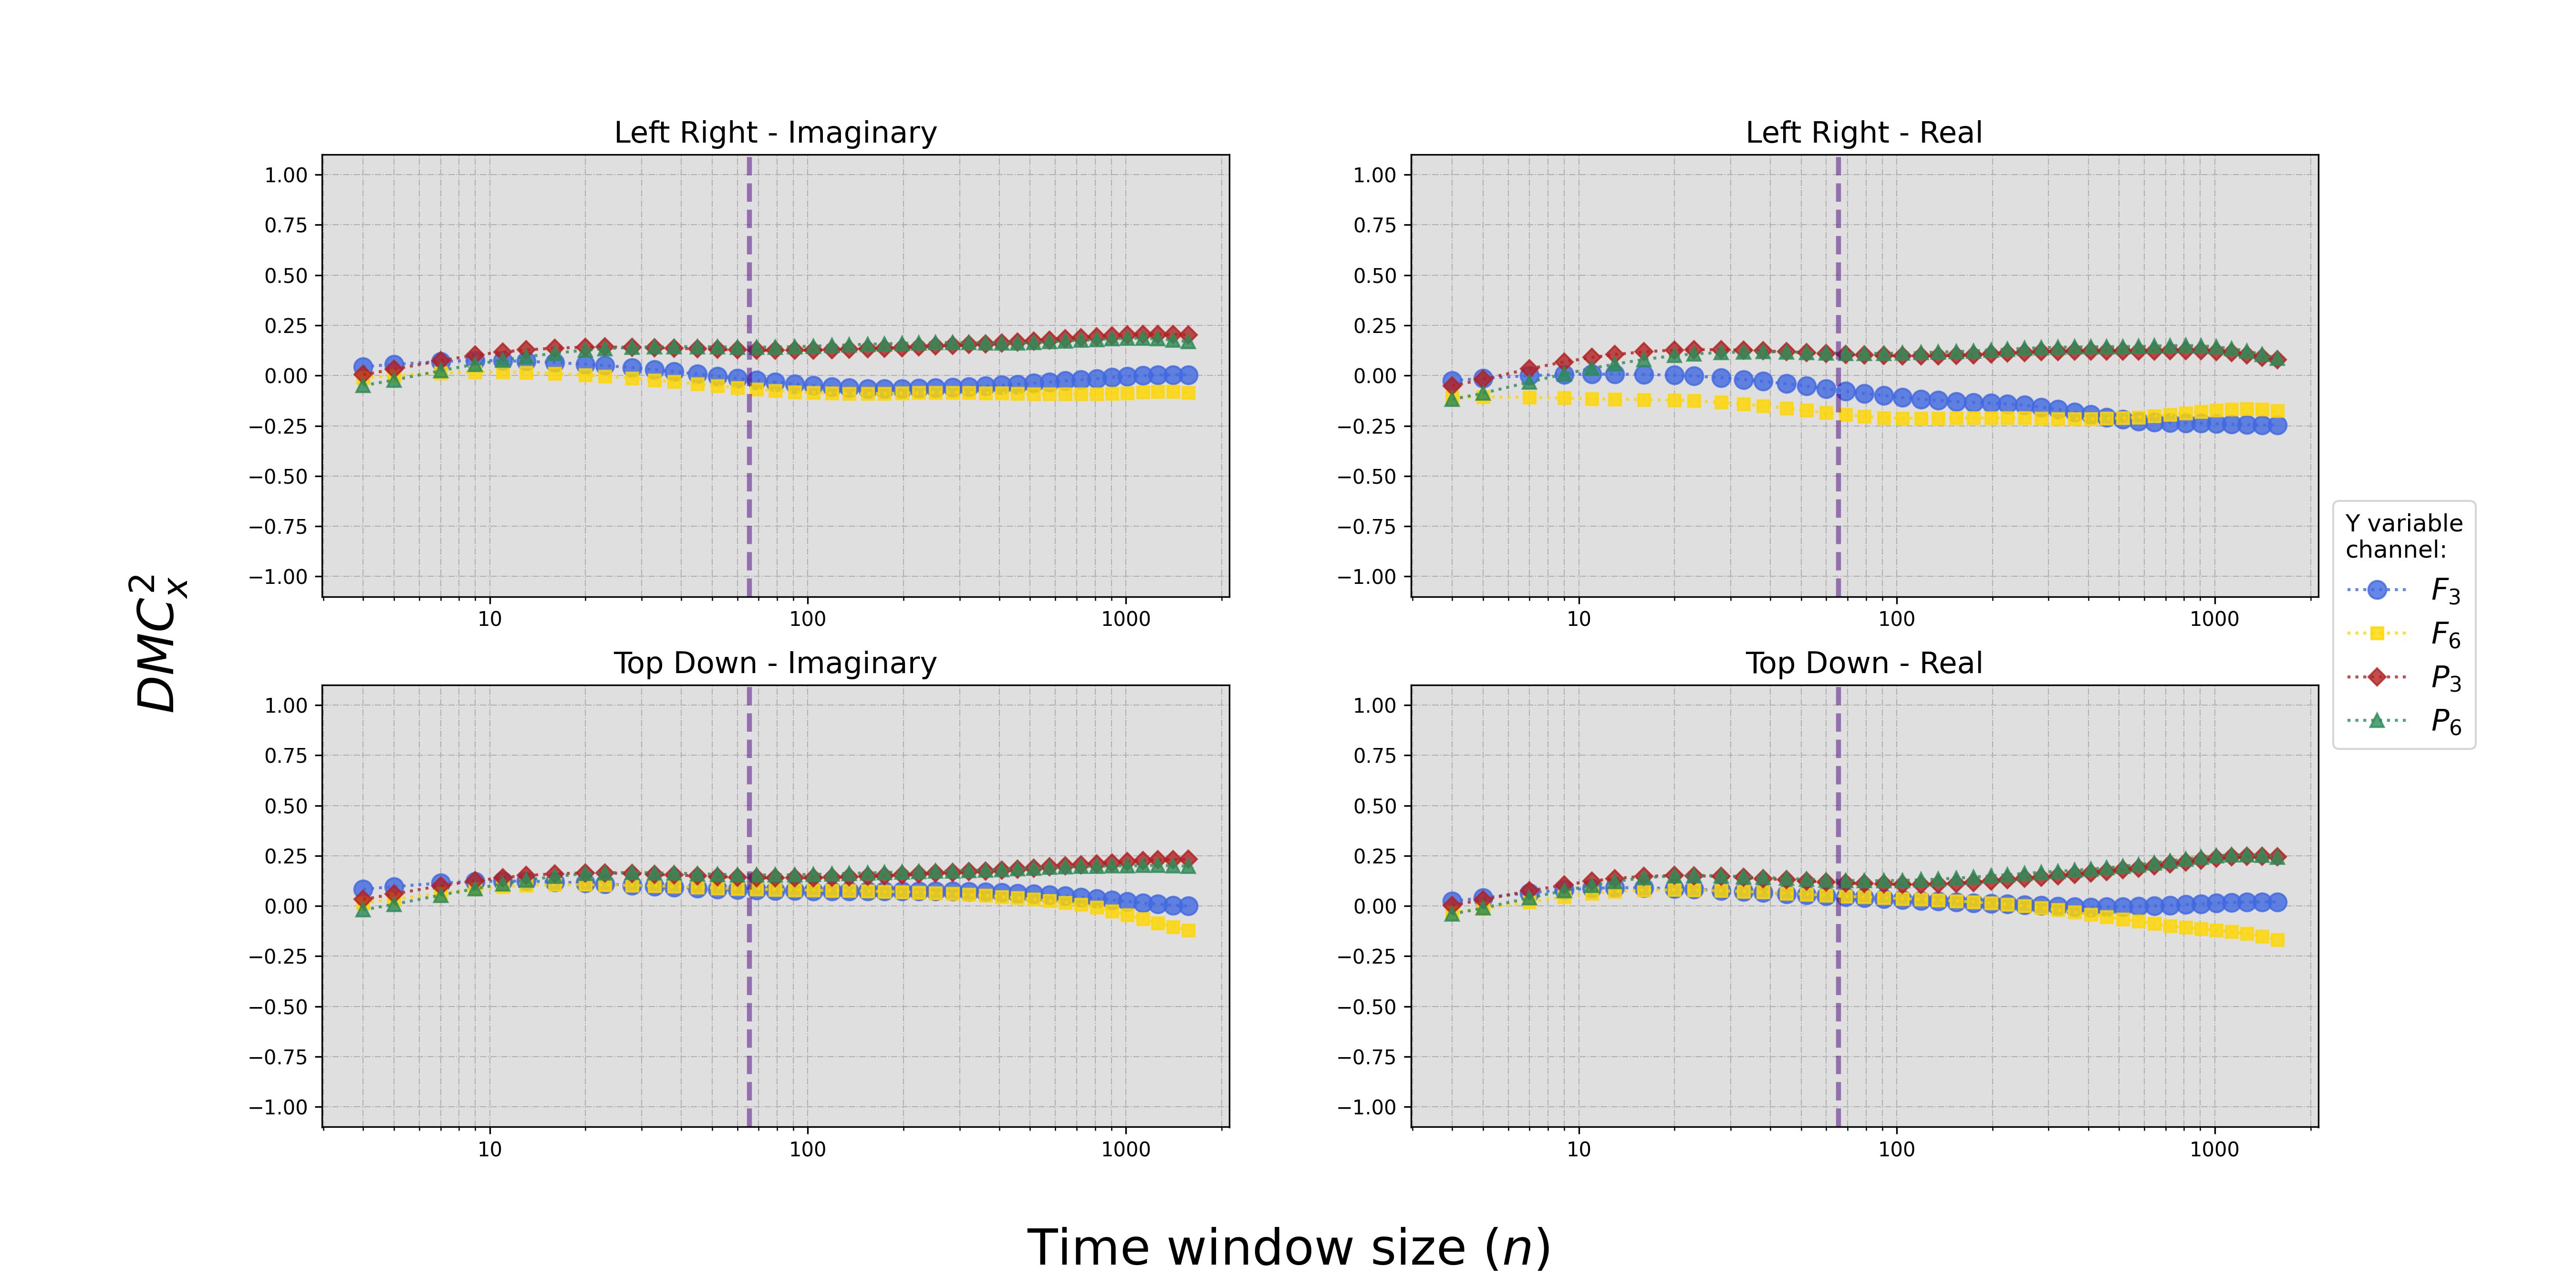 Left Right - Imaginary
1.00
0.75
0.50
0.25
0.00
−0.25
−0.50
−0.75
−1.00
10 100 1000
Left Right - Real
1.00
0.75
0.50
0.25
0.00
−0.25
−0.50
−0.75
−1.00
10 100 1000
Top Down - Imaginary
1.00
0.75
0.50
0.25
0.00
−0.25
−0.50
−0.75
−1.00
10 100 1000
Top Down - Real
1.00
0.75
0.50
0.25
0.00
−0.25
−0.50
−0.75
−1.00
10 100 1000
DMC²ₓ
Time window size (n)
Y variable
channel:
F₃
F₆
P₃
P₆